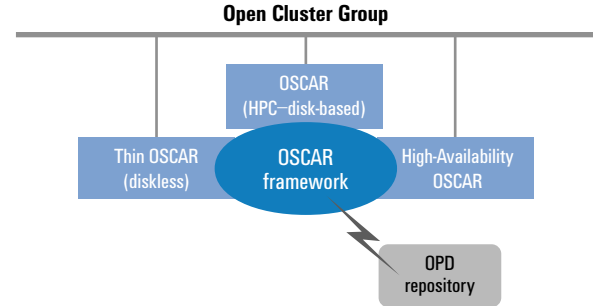 Open Cluster Group
OSCAR
(HPC–disk-based)
Thin OSCAR
(diskless)
OSCAR
framework
High-Availability
OSCAR
OPD
repository